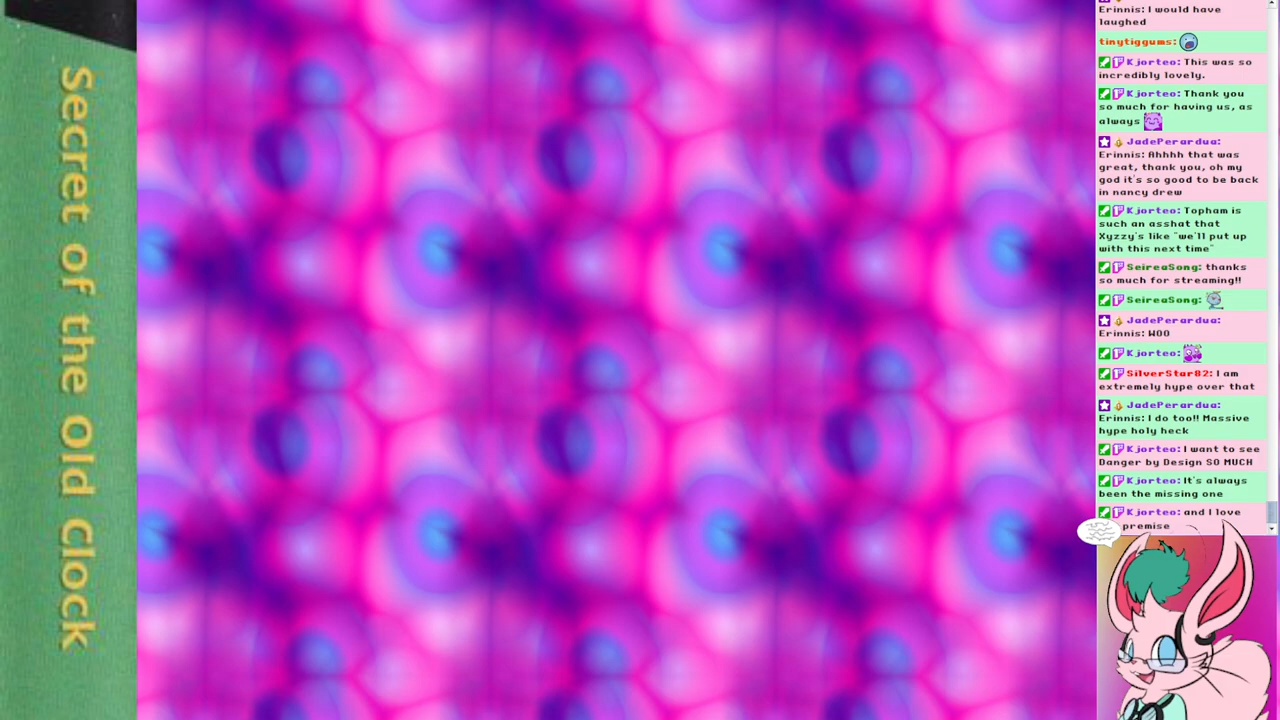 Secret of the Old Clock
Erinnis: I would have
laughed
tinytiggums:
Kjorteo: This was so
incredibly lovely.
Kjorteo: Thank you
so much for having us, as
always
JadePerardua:
Erinnis: Ahhhh that was
great, thank you, oh my
god it's so good to be back
in nancy drew
Kjorteo: Topham is
such an asshat that
Xyzzy's like "we'll put up
with this next time"
SeireaSong: thanks
so much for streaming!!
SeireaSong:
JadePerardua:
Erinnis: WOO
Kjorteo:
SilverStar82: I am
extremely hype over that
JadePerardua:
Erinnis: I do too!! Massive
hype holy heck
Kjorteo: I want to see
Danger by Design SO MUCH
Kjorteo: It's always
been the missing one
Kjorteo: and I love
premise